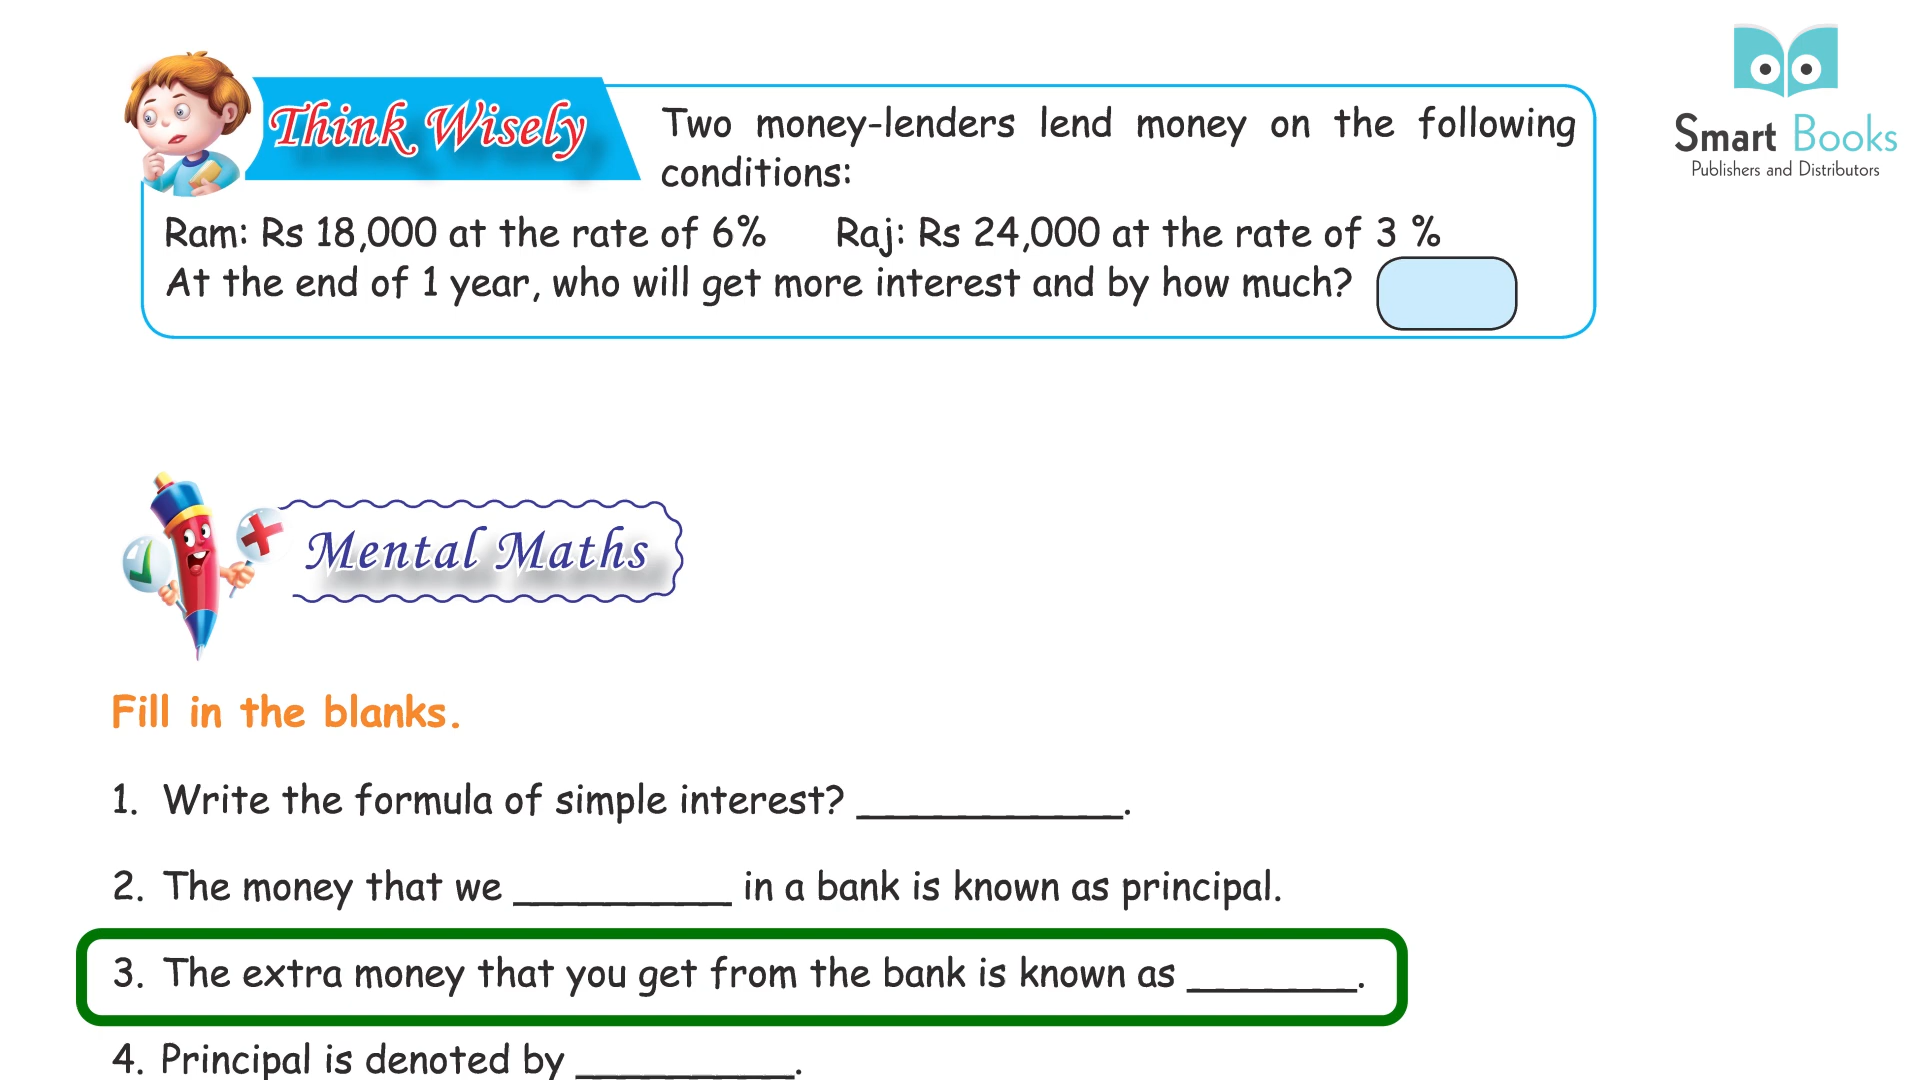 Think Wisely
Two money-lenders lend money on the following
conditions:
Ram: Rs 18,000 at the rate of 6% Raj: Rs 24,000 at the rate of 3 %
At the end of 1 year, who will get more interest and by how much?
Smart Books
Publishers and Distributors
Mental Maths
Fill in the blanks.
1. Write the formula of simple interest? ___________.
2. The money that we _________ in a bank is known as principal.
3. The extra money that you get from the bank is known as _______.
4. Principal is denoted by _________.